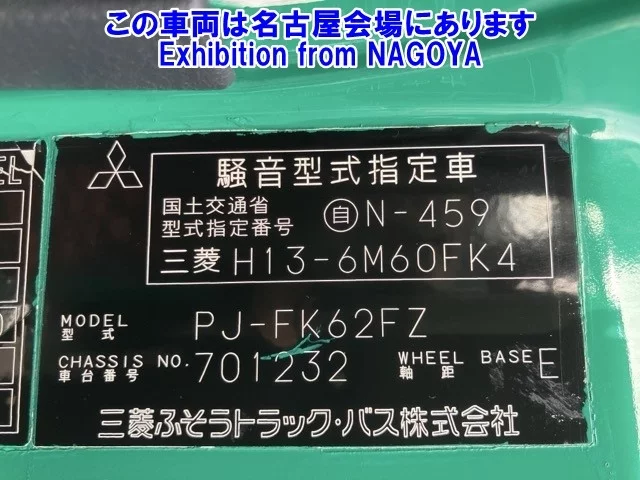 この車両は名古屋会場にあります
Exhibition from NAGOYA
騒音型式指定車
国土交通省
型式指定番号 自N-459
三菱 H13-6M60FK4
MODEL
型式 PJ-FK62FZ
CHASSIS NO.
車台番号 701232
WHEEL BASE
軸距 E
三菱ふそうトラック・バス株式会社